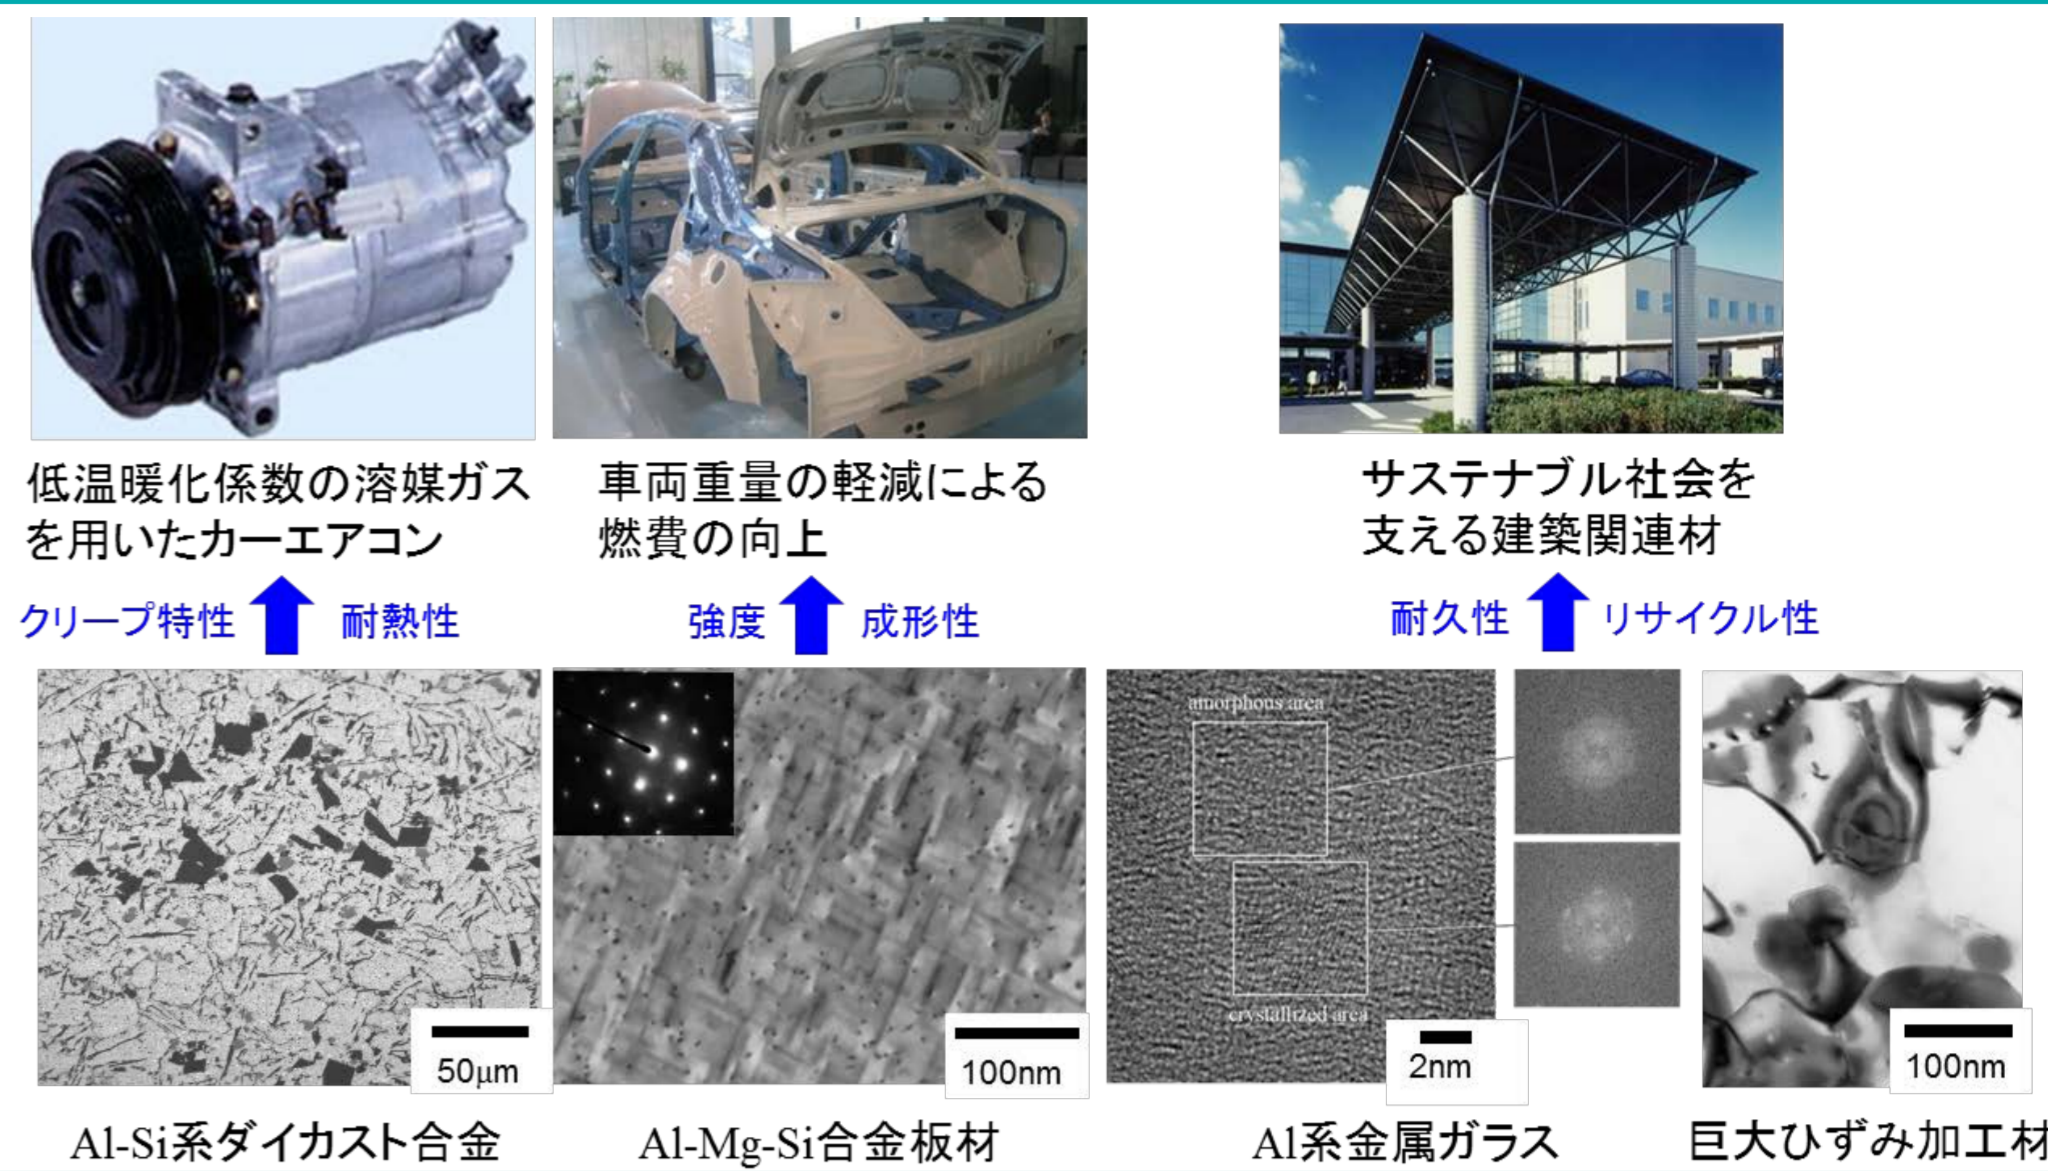 低温暖化係数の溶媒ガス
を用いたカーエアコン
車両重量の軽減による
燃費の向上
サステナブル社会を
支える建築関連材
クリープ特性
耐熱性
強度
成形性
耐久性
リサイクル性
amorphous area
crystallized area
50μm
100nm
2nm
100nm
Al-Si系ダイカスト合金
Al-Mg-Si合金板材
Al系金属ガラス
巨大ひずみ加工材